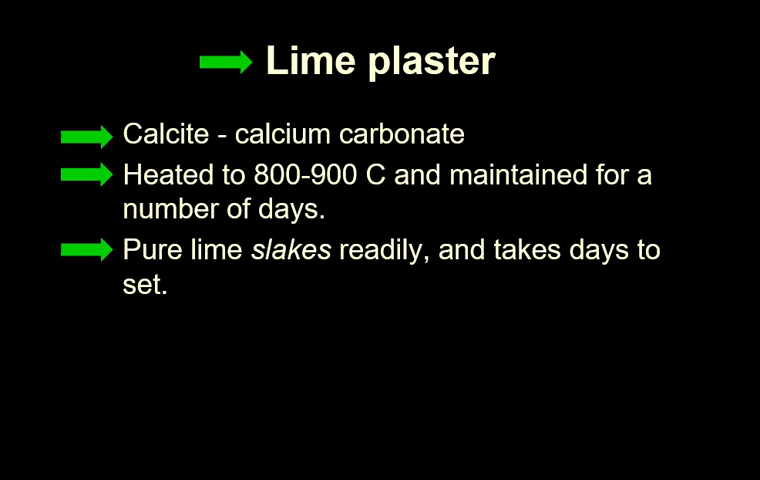 Lime plaster
Calcite - calcium carbonate
Heated to 800-900 C and maintained for a
number of days.
Pure lime slakes readily, and takes days to
set.